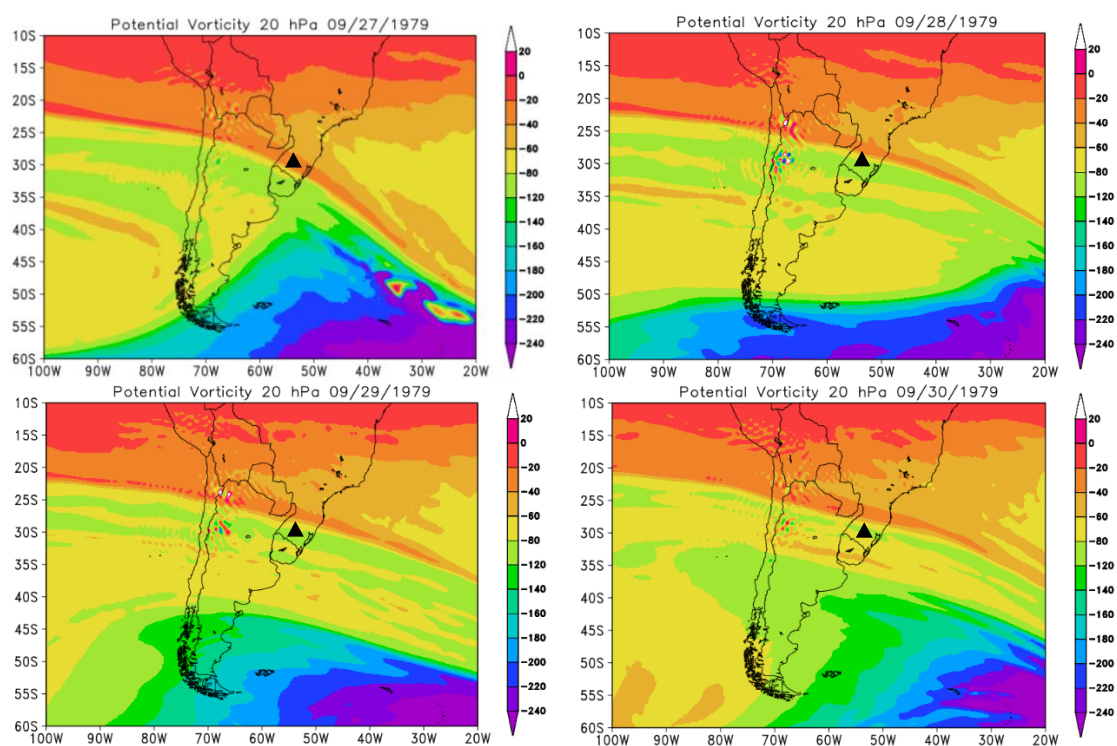 Potential Vorticity 20 hPa 09/27/1979
10S
15S
20S
25S
30S
35S
40S
45S
50S
55S
60S
100W 90W 80W 70W 60W 50W 40W 30W 20W
20
0
-20
-40
-60
-80
-120
-140
-160
-180
-200
-220
-240
Potential Vorticity 20 hPa 09/28/1979
10S
15S
20S
25S
30S
35S
40S
45S
50S
55S
60S
100W 90W 80W 70W 60W 50W 40W 30W 20W
20
0
-20
-40
-60
-80
-120
-140
-160
-180
-200
-220
-240
Potential Vorticity 20 hPa 09/29/1979
10S
15S
20S
25S
30S
35S
40S
45S
50S
55S
60S
100W 90W 80W 70W 60W 50W 40W 30W 20W
20
0
-20
-40
-60
-80
-120
-140
-160
-180
-200
-220
-240
Potential Vorticity 20 hPa 09/30/1979
10S
15S
20S
25S
30S
35S
40S
45S
50S
55S
60S
100W 90W 80W 70W 60W 50W 40W 30W 20W
20
0
-20
-40
-60
-80
-120
-140
-160
-180
-200
-220
-240